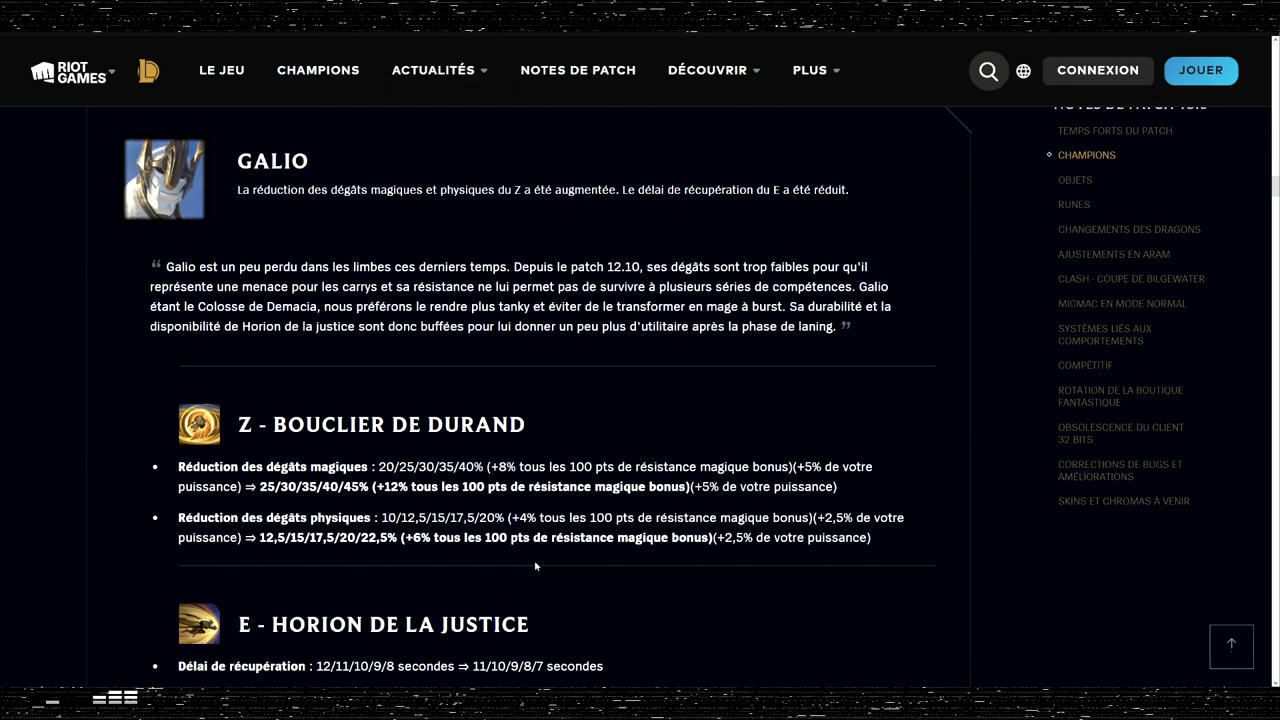 RIOT
GAMES
LE JEU
CHAMPIONS
ACTUALITÉS
NOTES DE PATCH
DÉCOUVRIR
PLUS
CONNEXION
JOUER
GALIO
La réduction des dégâts magiques et physiques du Z a été augmentée. Le délai de récupération du E a été réduit.
“ Galio est un peu perdu dans les limbes ces derniers temps. Depuis le patch 12.10, ses dégâts sont trop faibles pour qu'il
représente une menace pour les carrys et sa résistance ne lui permet pas de survivre à plusieurs séries de compétences. Galio
étant le Colosse de Demacia, nous préférons le rendre plus tanky et éviter de le transformer en mage à burst. Sa durabilité et la
disponibilité de Horion de la justice sont donc buffées pour lui donner un peu plus d'utilitaire après la phase de laning. ”
Z - BOUCLIER DE DURAND
• Réduction des dégâts magiques : 20/25/30/35/40% (+8% tous les 100 pts de résistance magique bonus)(+5% de votre
puissance) ⇒ 25/30/35/40/45% (+12% tous les 100 pts de résistance magique bonus)(+5% de votre puissance)
• Réduction des dégâts physiques : 10/12,5/15/17,5/20% (+4% tous les 100 pts de résistance magique bonus)(+2,5% de votre
puissance) ⇒ 12,5/15/17,5/20/22,5% (+6% tous les 100 pts de résistance magique bonus)(+2,5% de votre puissance)
E - HORION DE LA JUSTICE
• Délai de récupération : 12/11/10/9/8 secondes ⇒ 11/10/9/8/7 secondes
TEMPS FORTS DU PATCH
CHAMPIONS
OBJETS
RUNES
CHANGEMENTS DES DRAGONS
AJUSTEMENTS EN ARAM
CLASH - COUPE DE BILGEWATER
MICMAC EN MODE NORMAL
SYSTÈMES LIÉS AUX
COMPORTEMENTS
COMPÉTITIF
ROTATION DE LA BOUTIQUE
FANTASTIQUE
OBSOLESCENCE DU CLIENT
32 BITS
CORRECTIONS DE BUGS ET
AMÉLIORATIONS
SKINS ET CHROMAS À VENIR